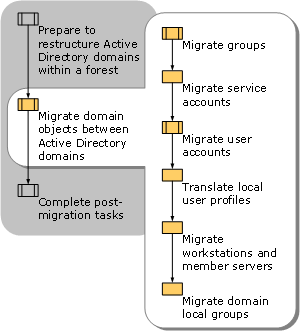 Prepare to
restructure Active
Directory domains
within a forest
Migrate domain
objects between
Active Directory
domains
Complete post-
migration tasks
Migrate groups
Migrate service
accounts
Migrate user
accounts
Translate local
user profiles
Migrate
workstations and
member servers
Migrate domain
local groups